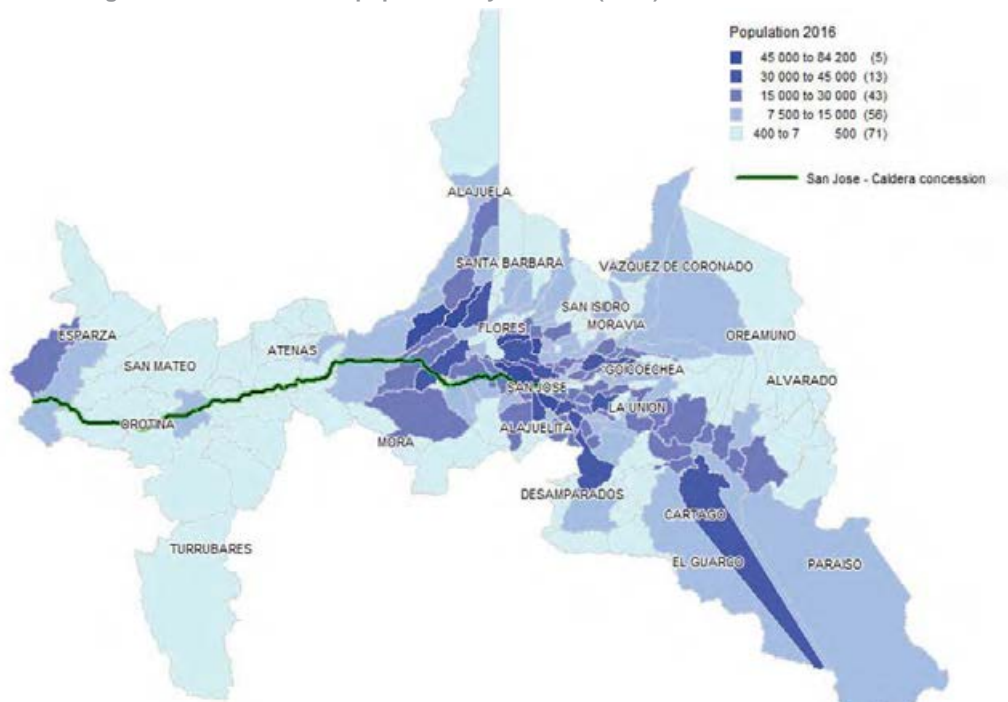 Population 2016
45 000 to 84 200 (5)
30 000 to 45 000 (13)
15 000 to 30 000 (43)
7 500 to 15 000 (56)
400 to 7 500 (71)
San Jose - Caldera concession
ALAJUELA
SANTA BARBARA
VAZQUEZ DE CORONADO
SAN ISIDRO
FLORES
MORAVIA
ESPARZA
OREAMUNO
ATENAS
SAN MATEO
GOICOECHEA
ALVARADO
SAN JOSE
LA UNION
OROTINA
ALAJUELITA
MORA
DESAMPARADOS
CARTAGO
TURRUBARES
EL GUARCO
PARAISO